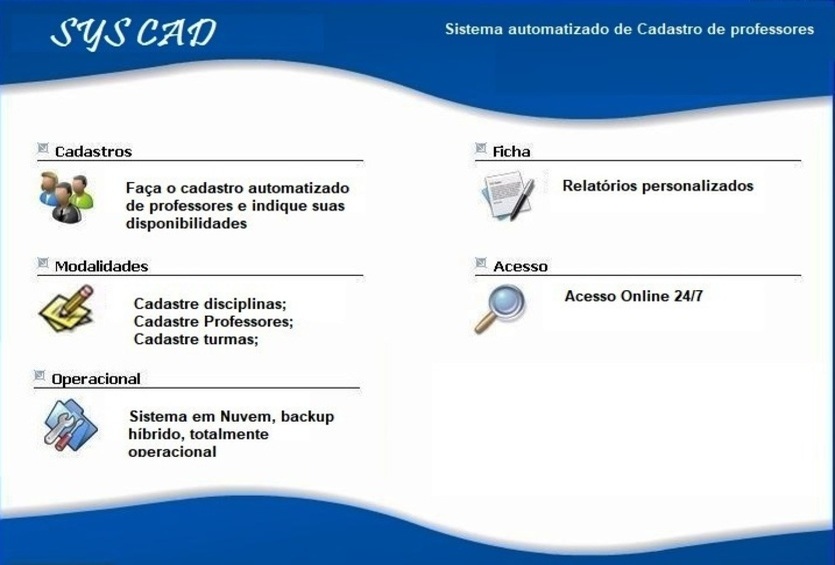 SYS CAD
Sistema automatizado de Cadastro de professores
Cadastros
Faça o cadastro automatizado
de professores e indique suas
disponibilidades
Modalidades
Cadastre disciplinas;
Cadastre Professores;
Cadastre turmas;
Operacional
Sistema em Nuvem, backup
híbrido, totalmente
operacional
Ficha
Relatórios personalizados
Acesso
Acesso Online 24/7